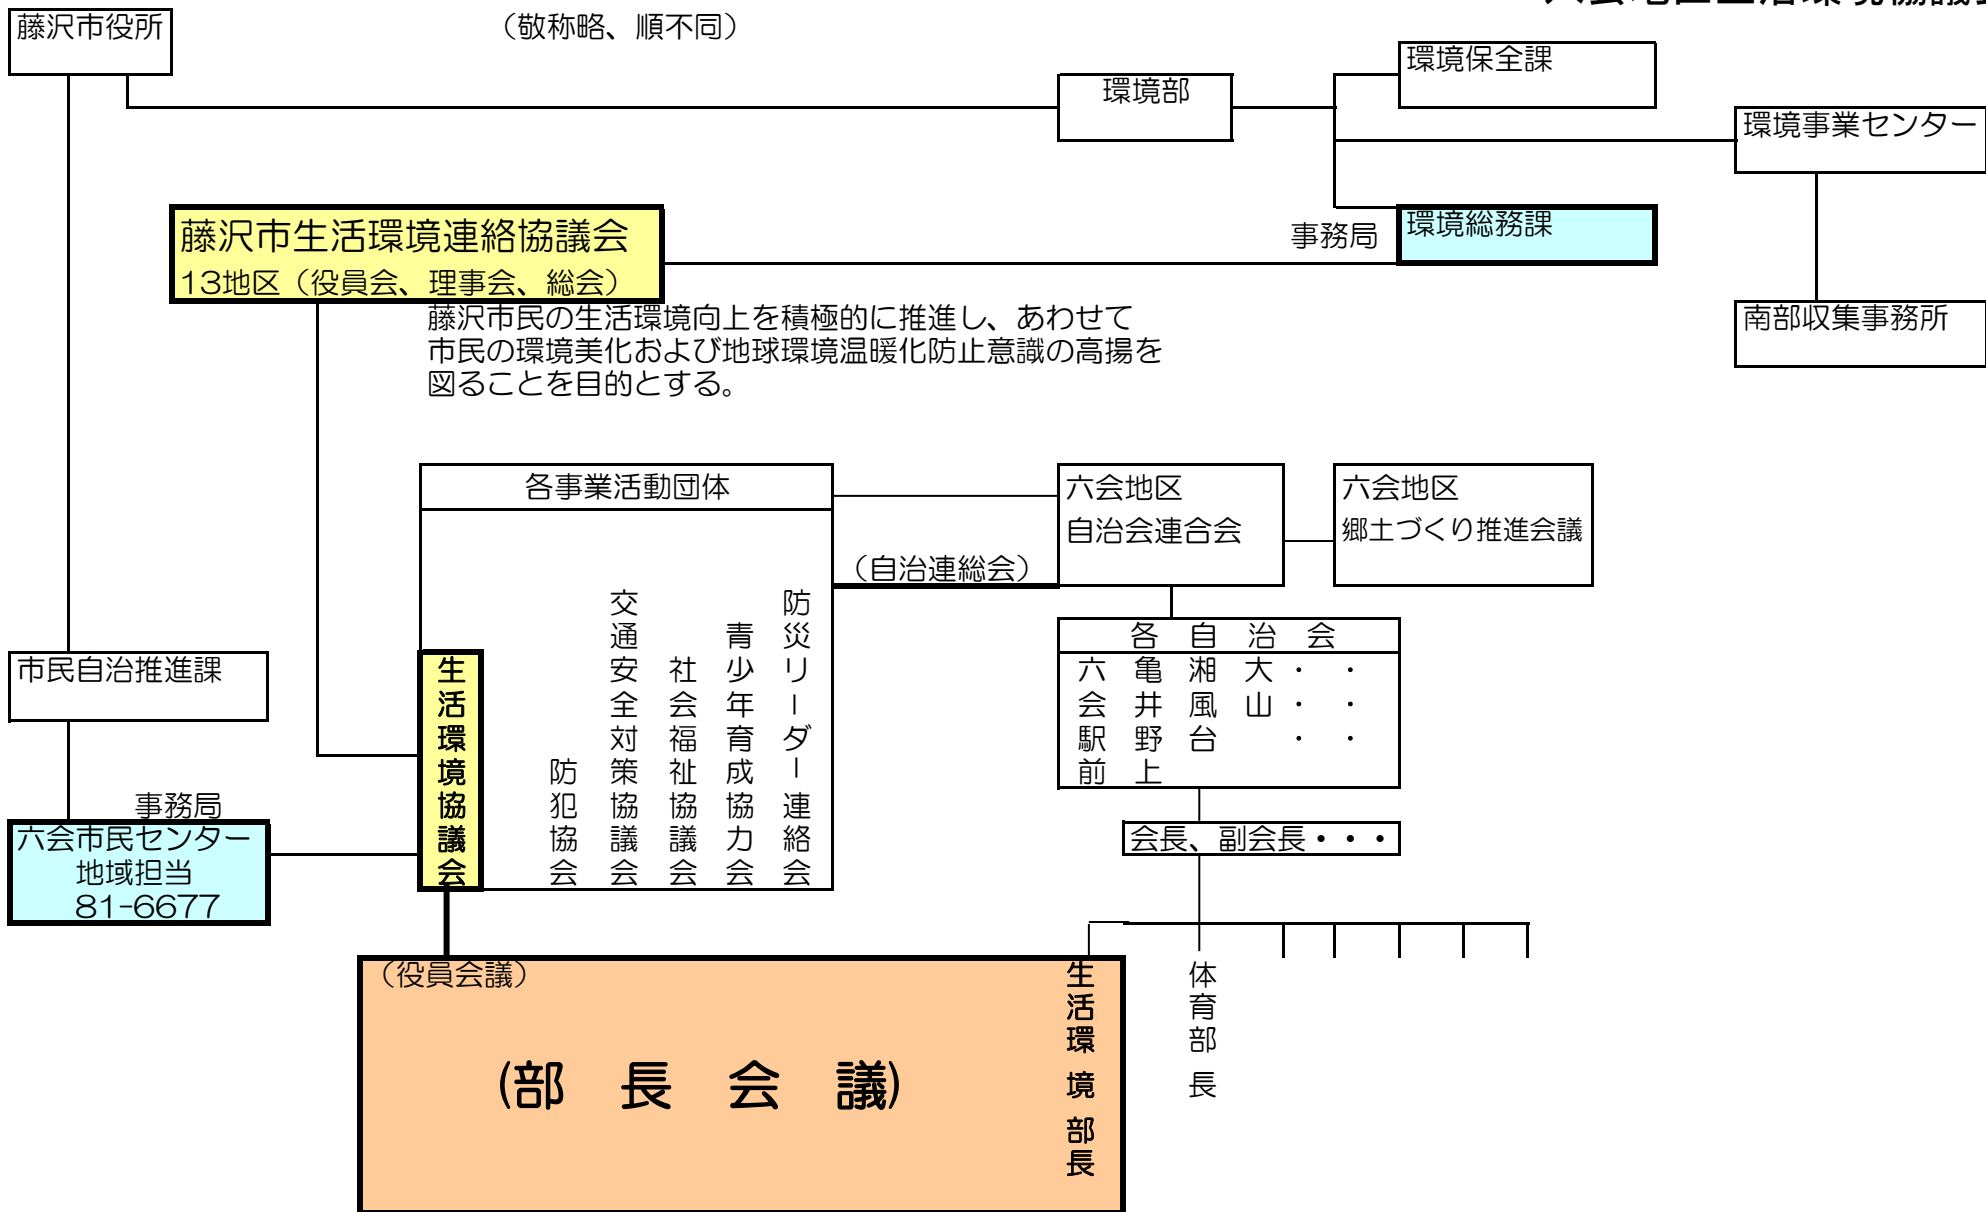 六会地区生活環境協議会
藤沢市役所
（敬称略、順不同）
環境保全課
環境部
環境事業センター
藤沢市生活環境連絡協議会
13地区（役員会、理事会、総会）
事務局
環境総務課
南部収集事務所
藤沢市民の生活環境向上を積極的に推進し、あわせて
市民の環境美化および地球環境温暖化防止意識の高揚を
図ることを目的とする。
各事業活動団体
六会地区
自治会連合会
六会地区
郷土づくり推進会議
（自治連総会）
生活環境協議会
防犯協会
交通安全対策協議会
社会福祉協議会
青少年育成協力会
防災リーダー連絡会
各　自　治　会
六会駅前
亀井野上
湘風台
大山
・・・
・・・
市民自治推進課
事務局
六会市民センター
地域担当
81-6677
会長、副会長・・・
（役員会議）
(部　長　会　議)
生活環境部長
体育部長